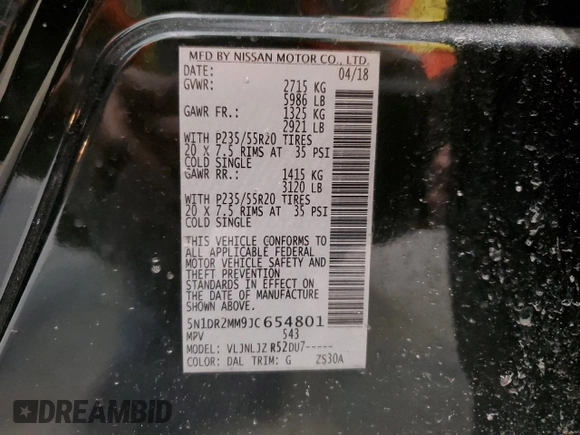 MFD BY NISSAN MOTOR CO., LTD.
DATE: 04/18
GVWR: 2715 KG
5986 LB
GAWR FR.: 1325 KG
2921 LB
WITH P235/55R20 TIRES
20 X 7.5 RIMS AT 35 PSI
COLD SINGLE
GAWR RR.: 1415 KG
3120 LB
WITH P235/55R20 TIRES
20 X 7.5 RIMS AT 35 PSI
COLD SINGLE
THIS VEHICLE CONFORMS TO
ALL APPLICABLE FEDERAL
MOTOR VEHICLE SAFETY AND
THEFT PREVENTION
STANDARDS IN EFFECT ON
THE DATE OF MANUFACTURE
SHOWN ABOVE.
5N1DR2MM9JC654801
MPV 543
MODEL: VLJNLJZ R52DU7-----
COLOR: DAL TRIM: G ZS30A
DREAMBID